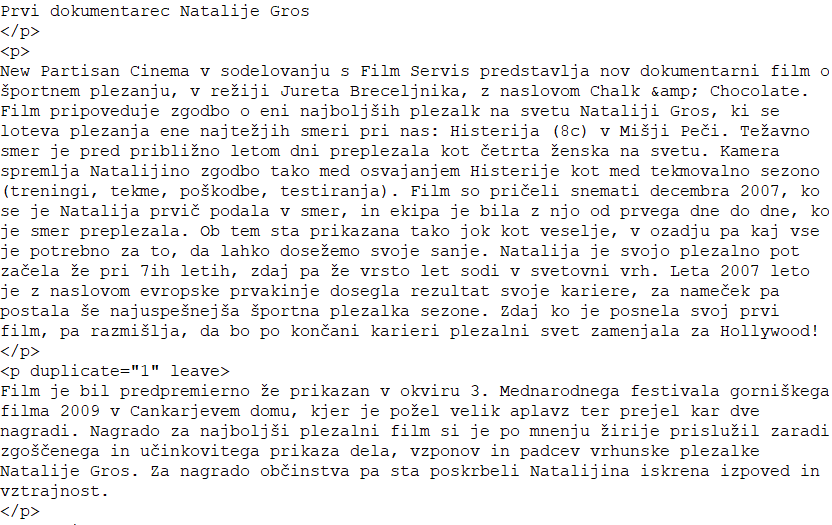 Prvi dokumentarec Natalije Gros
</p>
<p>
New Partisan Cinema v sodelovanju s Film Servis predstavlja nov dokumentarni film o
športnem plezanju, v režiji Jureta Breceljnika, z naslovom Chalk &amp; Chocolate.
Film pripoveduje zgodbo o eni najboljših plezalk na svetu Nataliji Gros, ki se
loteva plezanja ene najtežjih smeri pri nas: Histerija (8c) v Mišji Peči. Težavno
smer je pred približno letom dni preplezala kot četrta ženska na svetu. Kamera
spremlja Natalijino zgodbo tako med osvajanjem Histerije kot med tekmovalno sezono
(treningi, tekme, poškodbe, testiranja). Film so pričeli snemati decembra 2007, ko
se je Natalija prvič podala v smer, in ekipa je bila z njo od prvega dne do dne, ko
je smer preplezala. Ob tem sta prikazana tako jok kot veselje, v ozadju pa kaj vse
je potrebno za to, da lahko dosežemo svoje sanje. Natalija je svojo plezalno pot
začela že pri 7ih letih, zdaj pa že vrsto let sodi v svetovni vrh. Leta 2007 leto
je z naslovom evropske prvakinje dosegla rezultat svoje kariere, za nameček pa
postala še najuspešnejša športna plezalka sezone. Zdaj ko je posnela svoj prvi
film, pa razmišlja, da bo po končani karieri plezalni svet zamenjala za Hollywood!
</p>
<p duplicate="1" leave>
Film je bil predpremierno že prikazan v okviru 3. Mednarodnega festivala gorniškega
filma 2009 v Cankarjevem domu, kjer je požel velik aplavz ter prejel kar dve
nagradi. Nagrado za najboljši plezalni film si je po mnenju žirije prislužil zaradi
zgoščenega in učinkovitega prikaza dela, vzponov in padcev vrhunske plezalke
Natalije Gros. Za nagrado občinstva pa sta poskrbeli Natalijina iskrena izpoved in
vztrajnost.
</p>